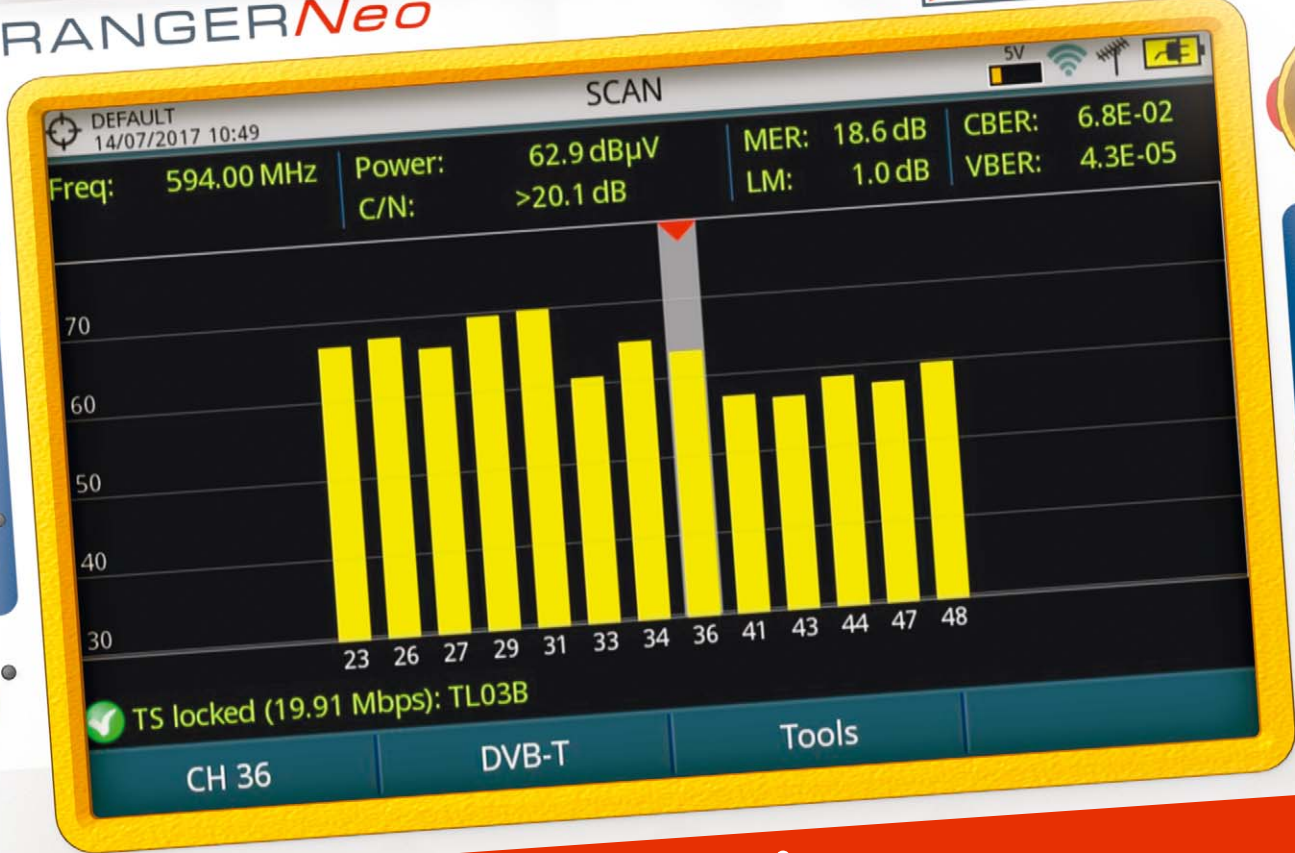 RANGERNeo
DEFAULT
14/07/2017 10:49
SCAN
5V
Freq: 594.00 MHz
Power: 62.9 dBµV
C/N: >20.1 dB
MER: 18.6 dB
LM: 1.0 dB
CBER: 6.8E-02
VBER: 4.3E-05
70
60
50
40
30
23 26 27 29 31 33 34 36 41 43 44 47 48
TS locked (19.91 Mbps): TL03B
CH 36 DVB-T Tools